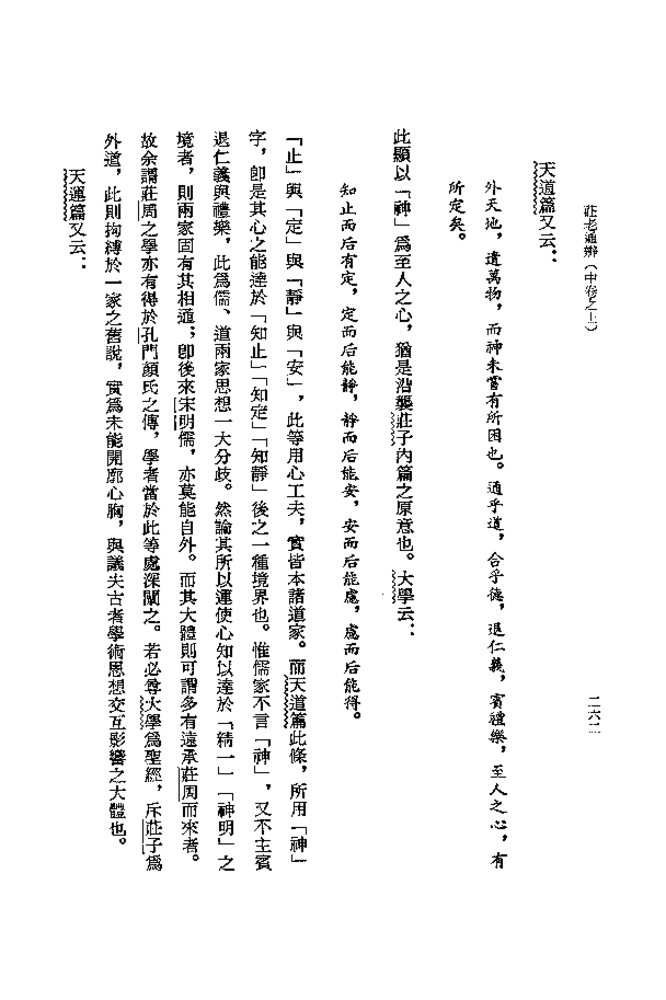 莊老通辨（中卷之上）
二六二
天道篇又云：
外天地，遺萬物，而神未嘗有所困也。通乎道，合乎德，退仁義，賓禮樂，至人之心，有
所定矣。
此顯以「神」爲至人之心，猶是沿襲莊子內篇之原意也。大學云：
知止而后有定，定而后能靜，靜而后能安，安而后能慮，慮而后能得。
「止」與「定」與「靜」與「安」，此等用心工夫，實皆本諸道家。而天道篇此條，所用「神」
字，卽是其心之能達於「知止」「知定」「知靜」後之一種境界也。惟儒家不言「神」，又不主賓
退仁義與禮樂，此爲儒、道兩家思想一大分歧。然論其所以運使心知以達於「精一」「神明」之
境者，則兩家固有其相通；卽後來宋明儒，亦莫能自外。而其大體則可謂多有遠承莊周而來者。
故余謂莊周之學亦有得於孔門顏氏之傳，學者當於此等處深闡之。若必尊大學爲聖經，斥莊子爲
外道，此則拘縛於一家之舊說，實爲未能開廓心胸，與議夫古者學術思想交互影響之大體也。
天運篇又云：